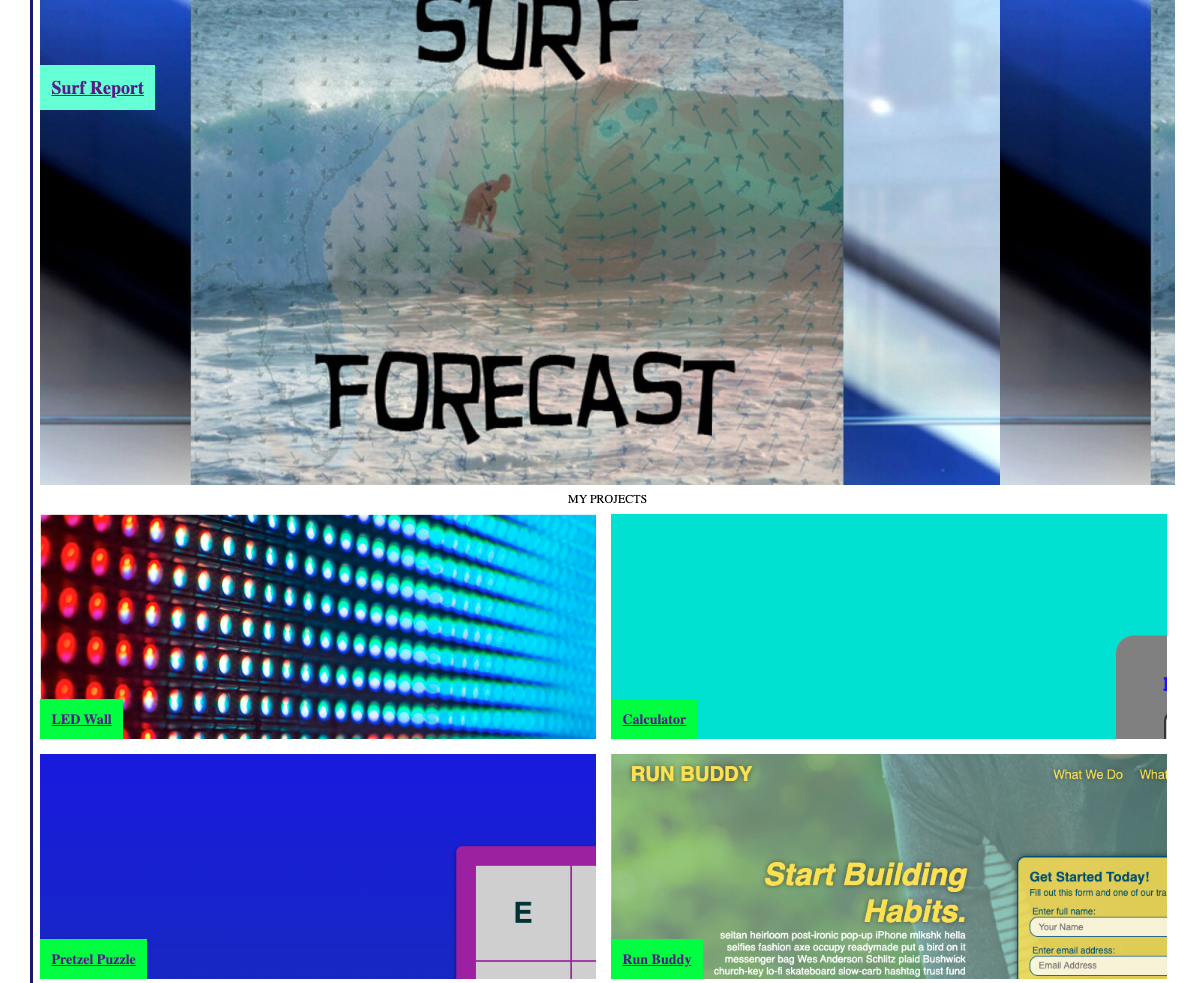 SURF
Surf Report
FORECAST
MY PROJECTS
LED Wall
Calculator
RUN BUDDY
What We Do What
Start Building
Habits.
seitan heirloom post-ironic pop-up iPhone mlkshk hella
selfies fashion axe occupy readymade put a bird on it
messenger bag Wes Anderson Schlitz plaid Bushwick
church-key lo-fi skateboard slow-carb hashtag trust fund
Get Started Today!
Fill out this form and one of our tra
Enter full name:
Your Name
Enter email address:
Email Address
E
Pretzel Puzzle
Run Buddy